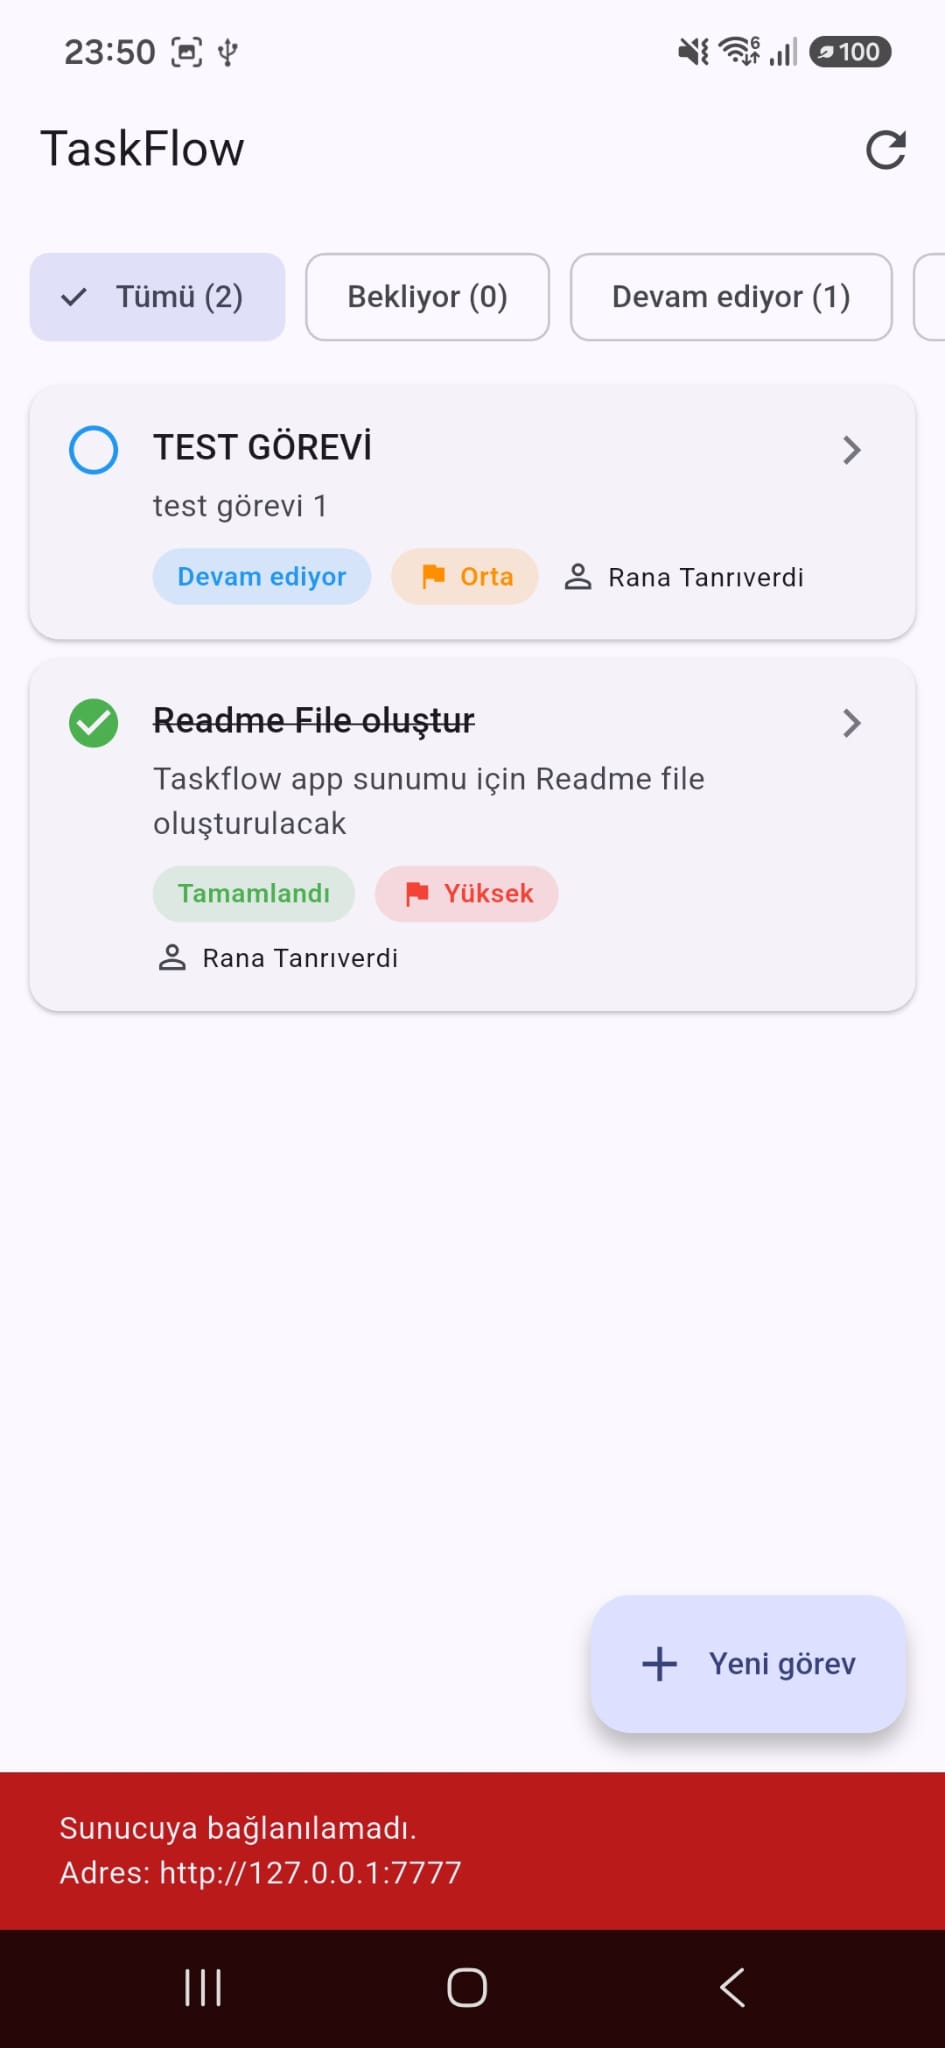 23:50
6
100
TaskFlow
Tümü (2)
Bekliyor (0)
Devam ediyor (1)
TEST GÖREVİ
test görevi 1
Devam ediyor
Orta
Rana Tanrıverdi
Readme File oluştur
Taskflow app sunumu için Readme file
oluşturulacak
Tamamlandı
Yüksek
Rana Tanrıverdi
Yeni görev
Sunucuya bağlanılamadı.
Adres: http://127.0.0.1:7777